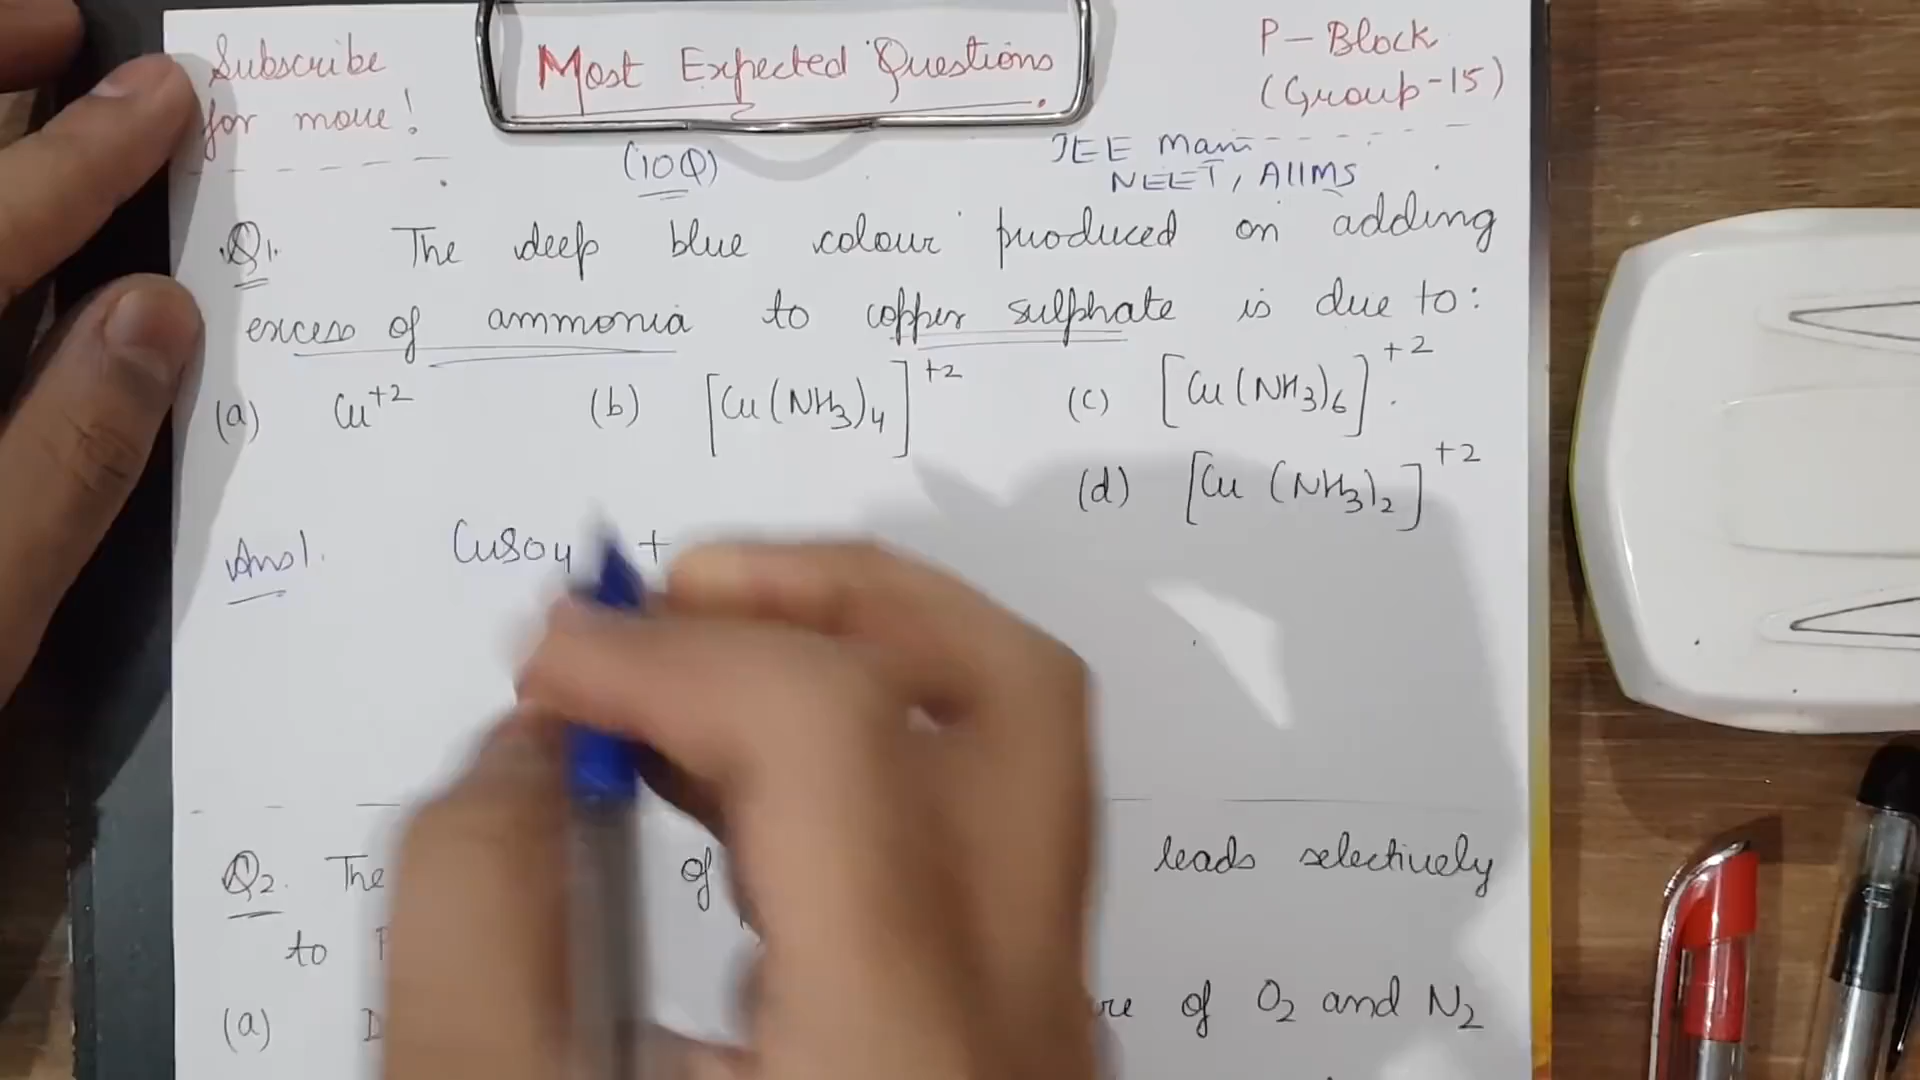 Subscribe
for more!
Most Expected Questions
P-Block
(Group-15)
(10Q)
JEE Main
NEET, AIIMS
Q1. The deep blue colour produced on adding
excess of ammonia to copper sulphate is due to:
(a) Cu+2 (b) [Cu(NH3)4]+2 (c) [Cu(NH3)6]+2
(d) [Cu (NH3)2]+2
Ans1. CuSO4 +
Q2. The of leads selectively
to
(a) of O2 and N2